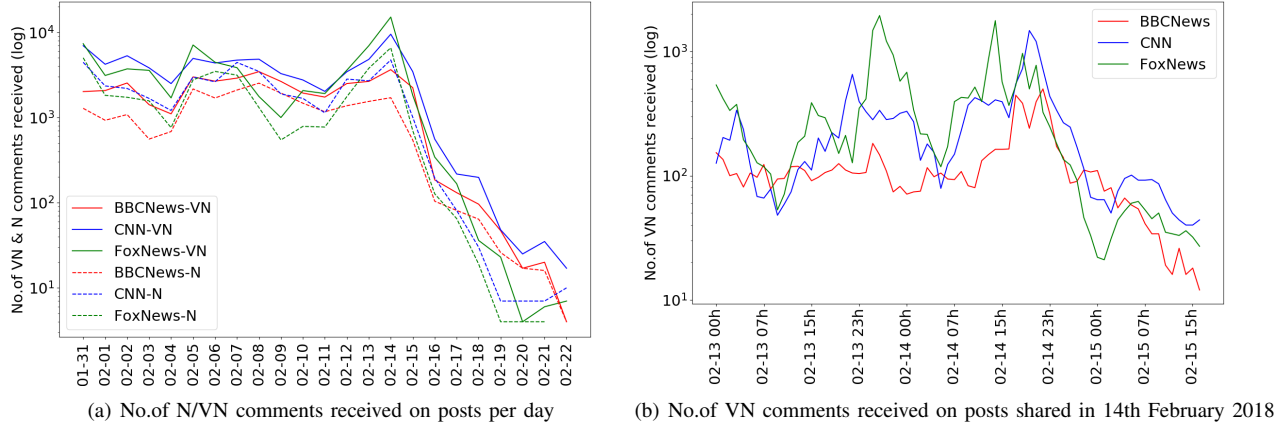 No.of VN & N comments received (log)
10^4
10^3
10^2
10^1
BBCNews-VN
CNN-VN
FoxNews-VN
BBCNews-N
CNN-N
FoxNews-N
01-31
02-01
02-02
02-03
02-04
02-05
02-06
02-07
02-08
02-09
02-10
02-11
02-12
02-13
02-14
02-15
02-16
02-17
02-18
02-19
02-20
02-21
02-22
(a) No.of N/VN comments received on posts per day
No.of VN comments received (log)
10^3
10^2
10^1
BBCNews
CNN
FoxNews
02-13 00h
02-13 07h
02-13 15h
02-13 23h
02-14 00h
02-14 07h
02-14 15h
02-14 23h
02-15 00h
02-15 07h
02-15 15h
(b) No.of VN comments received on posts shared in 14th February 2018